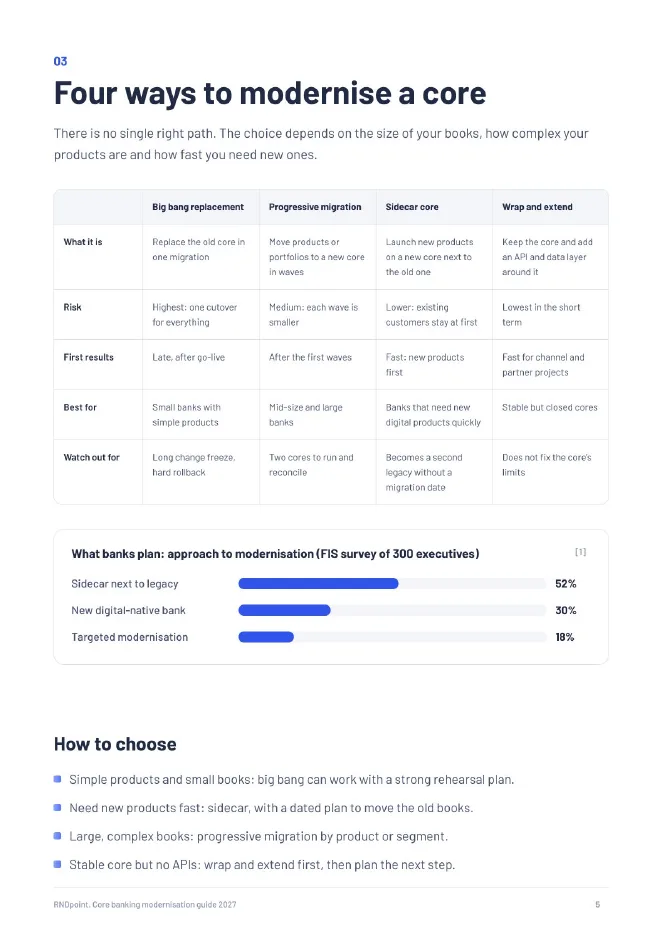 03
Four ways to modernise a core
There is no single right path. The choice depends on the size of your books, how complex your
products are and how fast you need new ones.
Big bang replacement Progressive migration Sidecar core Wrap and extend
What it is Replace the old core in Move products or Launch new products Keep the core and add
one migration portfolios to a new core on a new core next to an API and data layer
in waves the old one around it
Risk Highest: one cutover Medium: each wave is Lower: existing Lowest in the short
for everything smaller customers stay at first term
First results Late, after go-live After the first waves Fast: new products Fast for channel and
first partner projects
Best for Small banks with Mid-size and large Banks that need new Stable but closed cores
simple products banks digital products quickly
Watch out for Long change freeze, Two cores to run and Becomes a second Does not fix the core's
hard rollback reconcile legacy without a limits
migration date
What banks plan: approach to modernisation (FIS survey of 300 executives) [1]
Sidecar next to legacy 52%
New digital-native bank 30%
Targeted modernisation 18%
How to choose
Simple products and small books: big bang can work with a strong rehearsal plan.
Need new products fast: sidecar, with a dated plan to move the old books.
Large, complex books: progressive migration by product or segment.
Stable core but no APIs: wrap and extend first, then plan the next step.
RNDpoint. Core banking modernisation guide 2027 5